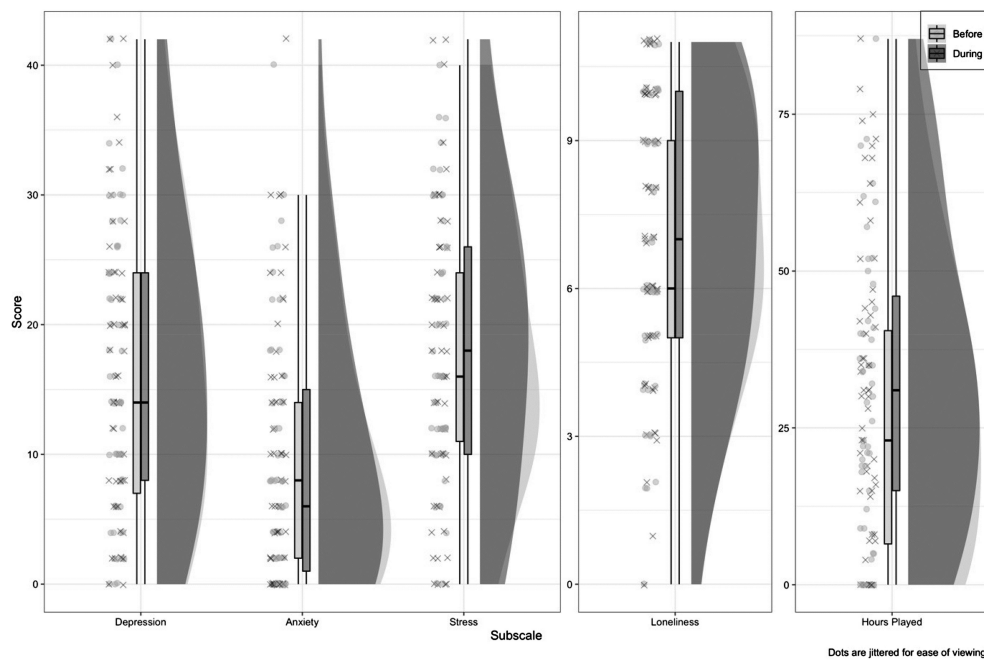 Before
During
Score
40
30
20
10
0
9
6
3
0
75
50
25
0
Depression
Anxiety
Stress
Loneliness
Hours Played
Subscale
Dots are jittered for ease of viewing